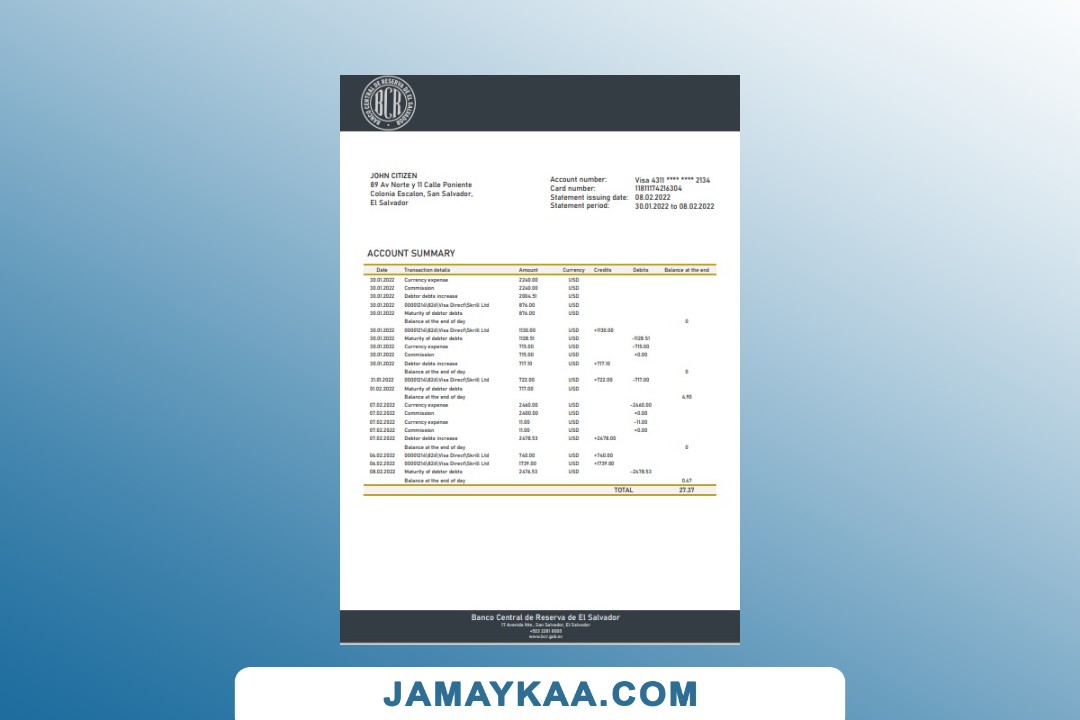 BANCO CENTRAL DE RESERVA DE EL SALVADOR
BCR
JOHN CITIZEN
89 Av Norte y 11 Calle Poniente
Colonia Escalon, San Salvador,
El Salvador
Account number: Visa 4311 **** **** 2134
Card number: 11811174216304
Statement issuing date: 08.02.2022
Statement period: 30.01.2022 to 08.02.2022
ACCOUNT SUMMARY
Date Transaction details Amount Currency Credits Debits Balance at the end
30.01.2022 Currency expense 2240.00 USD
30.01.2022 Commission 2240.00 USD
30.01.2022 Debtor debts increase 2004.51 USD
30.01.2022 Direct\Skrill Ltd 876.00 USD
30.01.2022 Maturity of debtor debts 876.00 USD
Balance at the end of day 0
30.01.2022 Direct\Skrill Ltd 1130.00 USD +1130.00
30.01.2022 Maturity of debtor debts 1128.51 USD -1128.51
30.01.2022 Currency expense 715.00 USD -715.00
30.01.2022 Commission 715.00 USD +0.00
30.01.2022 Debtor debts increase 717.10 USD +717.10
Balance at the end of day 0
31.01.2022 Direct\Skrill Ltd 722.00 USD +722.00 -717.00
01.02.2022 Maturity of debtor debts 717.00 USD
Balance at the end of day 4.90
07.02.2022 Currency expense 2460.00 USD -2460.00
07.02.2022 Commission 2400.00 USD +0.00
07.02.2022 Currency expense 11.00 USD -11.00
07.02.2022 Commission 11.00 USD +0.00
07.02.2022 Debtor debts increase 2478.53 USD +2478.00
Balance at the end of day 0
06.02.2022 Direct\Skrill Ltd 740.00 USD +740.00
06.02.2022 Direct\Skrill Ltd 1739.00 USD +1739.00
08.02.2022 Maturity of debtor debts 2476.53 USD -2478.53
Balance at the end of day 0.47
TOTAL 27.37
Banco Central de Reserva de El Salvador
17 Avenida Nte, San Salvador, El Salvador
+503 2281 8000
www.bcr.gob.sv
JAMAYKAA.COM